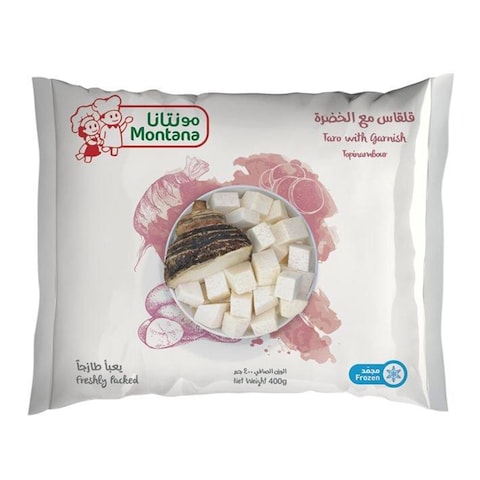 مونتانا
Montana
قلقاس مع الخضرة
Taro with Garnish
Topinambour
يعبأ طازجاً
Freshly Packed
الوزن الصافي ٤٠٠ جم
Net Weight 400g
مجمد
Frozen